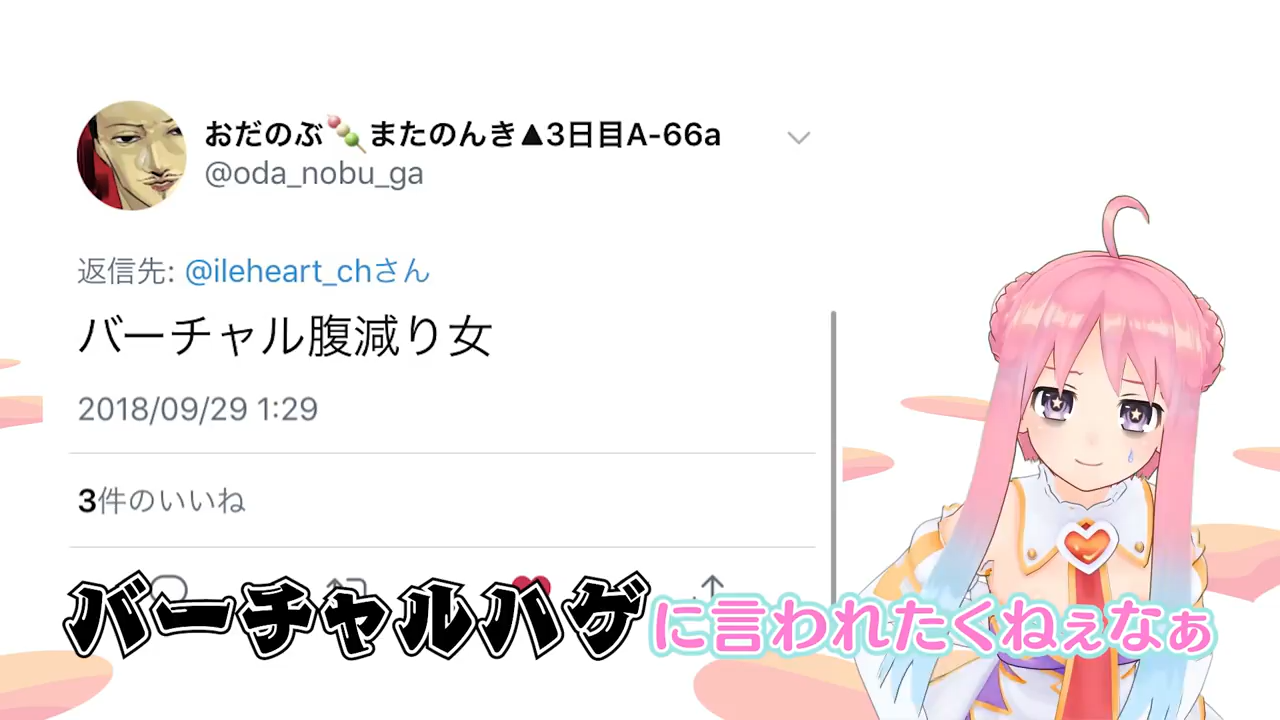 おだのぶ🍡またのんき▲3日目A-66a
@oda_nobu_ga
返信先: @ileheart_chさん
バーチャル腹減り女
2018/09/29 1:29
3件のいいね
バーチャルハゲに言われたくねぇなぁ